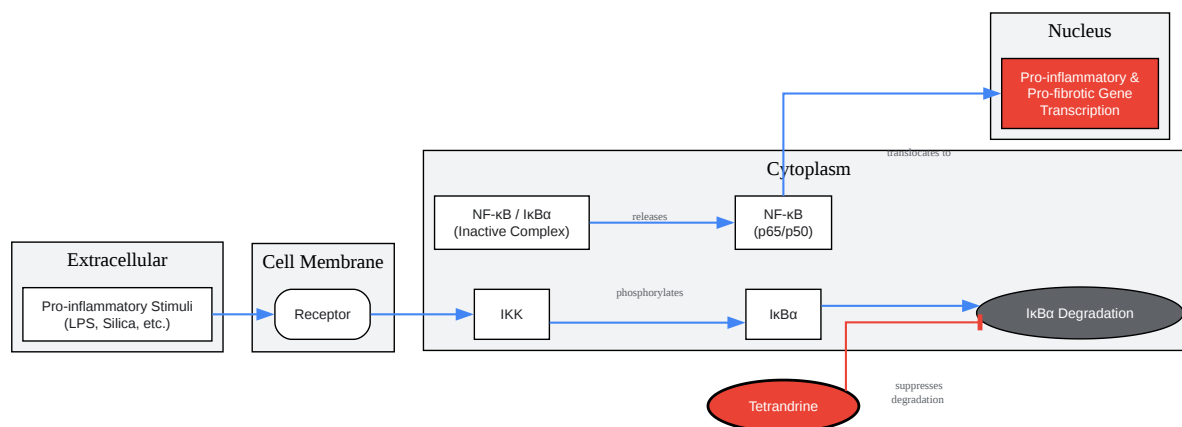 Nucleus
Pro-inflammatory &
Pro-fibrotic Gene
Transcription
translocates to
Cytoplasm
NF-κB / IκBα
(Inactive Complex)
releases
NF-κB
(p65/p50)
Extracellular
Pro-inflammatory Stimuli
(LPS, Silica, etc.)
Cell Membrane
Receptor
IKK
phosphorylates
IκBα
IκBα Degradation
Tetrandrine
suppresses
degradation